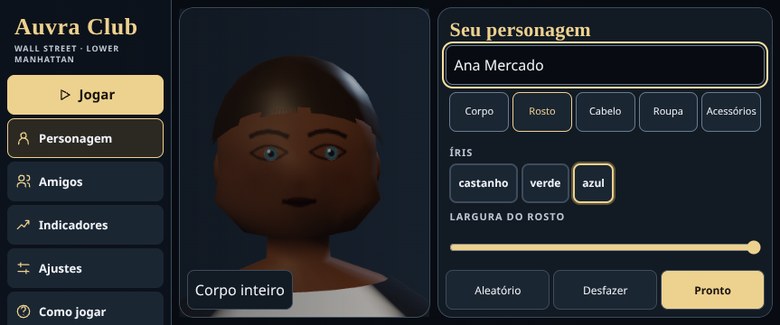 Auvra Club
WALL STREET · LOWER
MANHATTAN
Jogar
Personagem
Amigos
Indicadores
Ajustes
Como jogar
Corpo inteiro
Seu personagem
Ana Mercado
Corpo
Rosto
Cabelo
Roupa
Acessórios
ÍRIS
castanho
verde
azul
LARGURA DO ROSTO
Aleatório
Desfazer
Pronto